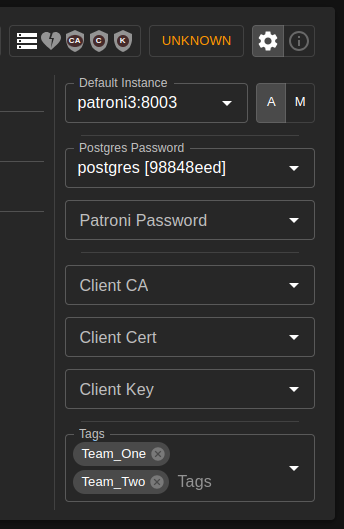 CA C K UNKNOWN
Default Instance
patroni3:8003 A M
Postgres Password
postgres [98848eed]
Patroni Password
Client CA
Client Cert
Client Key
Tags
Team_One
Team_Two Tags